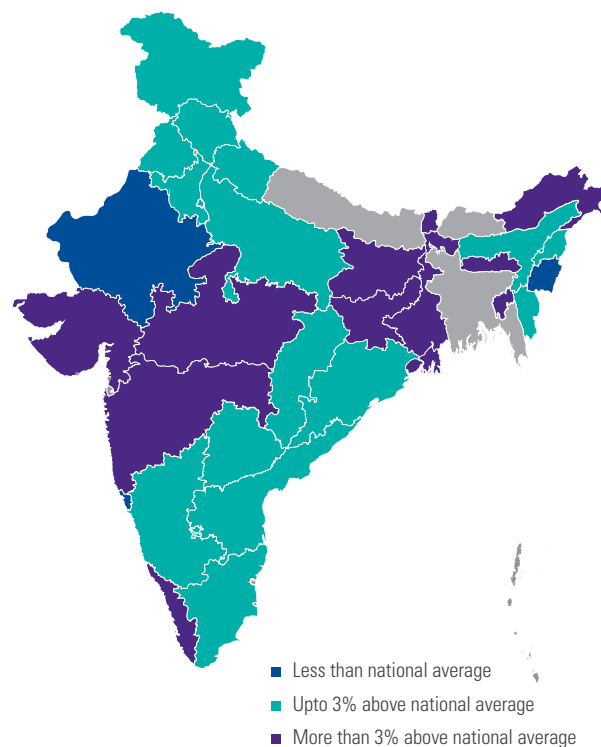 Less than national average
Upto 3% above national average
More than 3% above national average